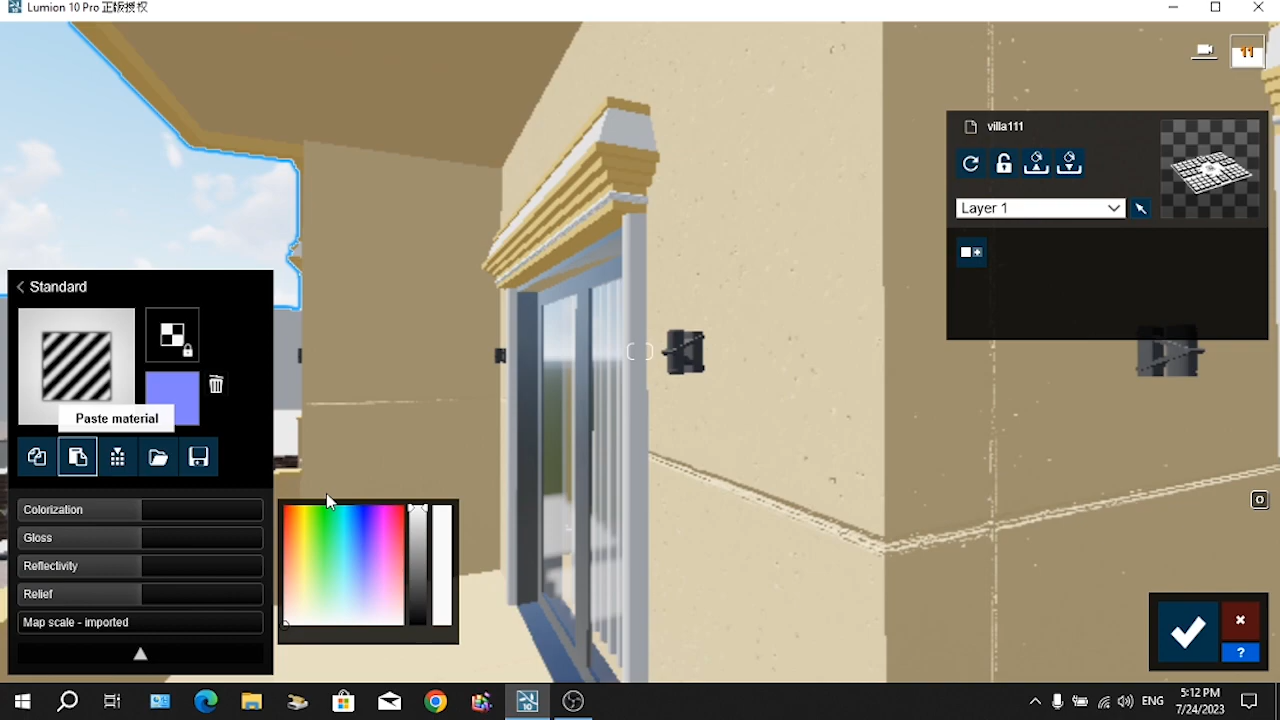 Lumion 10 Pro 正版授权
villa111
Layer 1
Standard
Paste material
Colorization
Gloss
Reflectivity
Relief
Map scale - imported
O
?
10
ENG
5:12 PM
7/24/2023